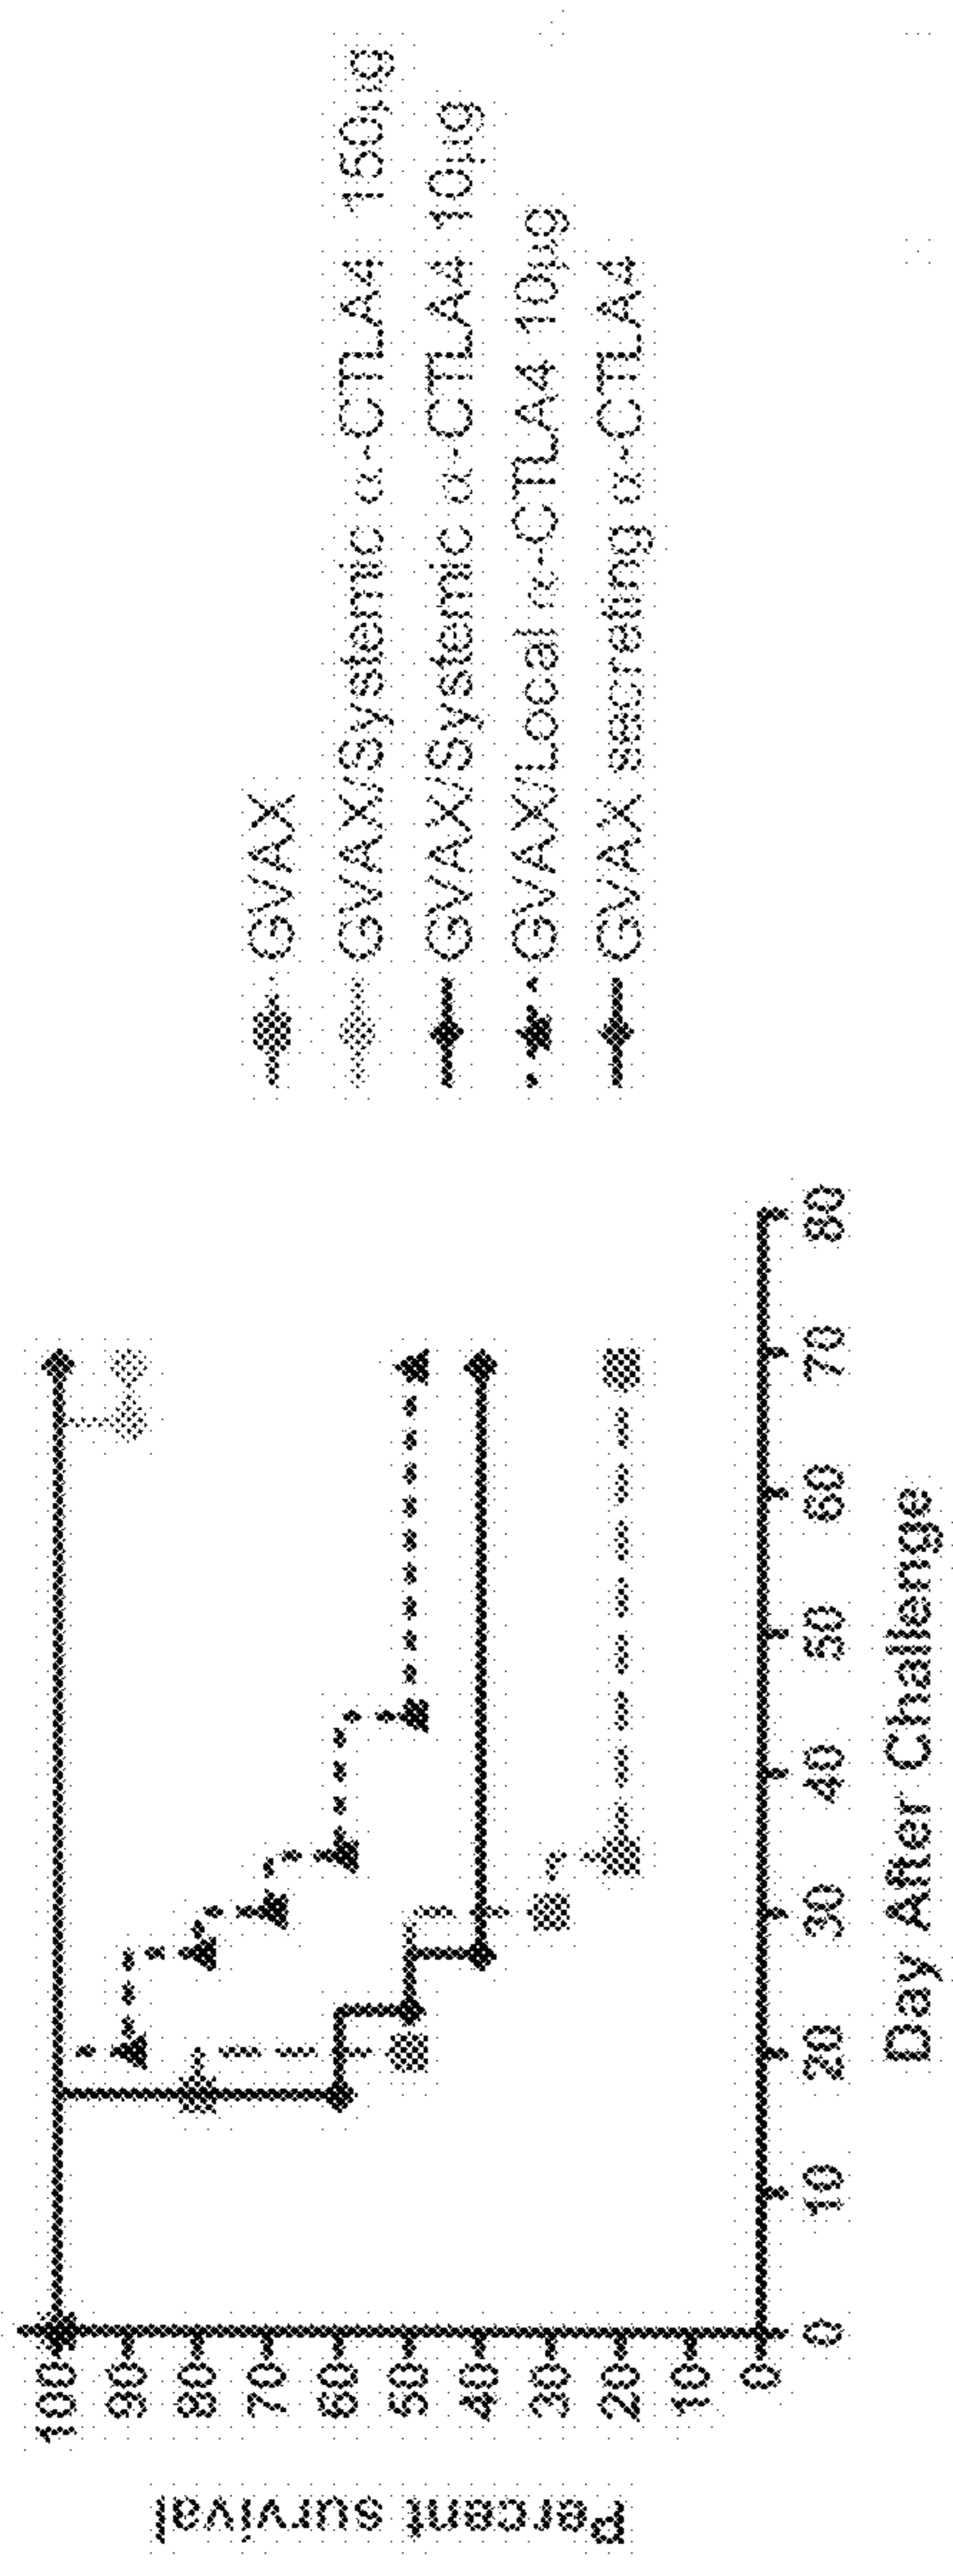 Percent survival
100
90
80
70
60
50
40
30
20
10
0
0 10 20 30 40 50 60 70 80
Day After Challenge
GVAX
GVAX/Systemic α-CTLA4 150μg
GVAX/Systemic α-CTLA4 10μg
GVAX/Local α-CTLA4 10μg
GVAX secreting α-CTLA4